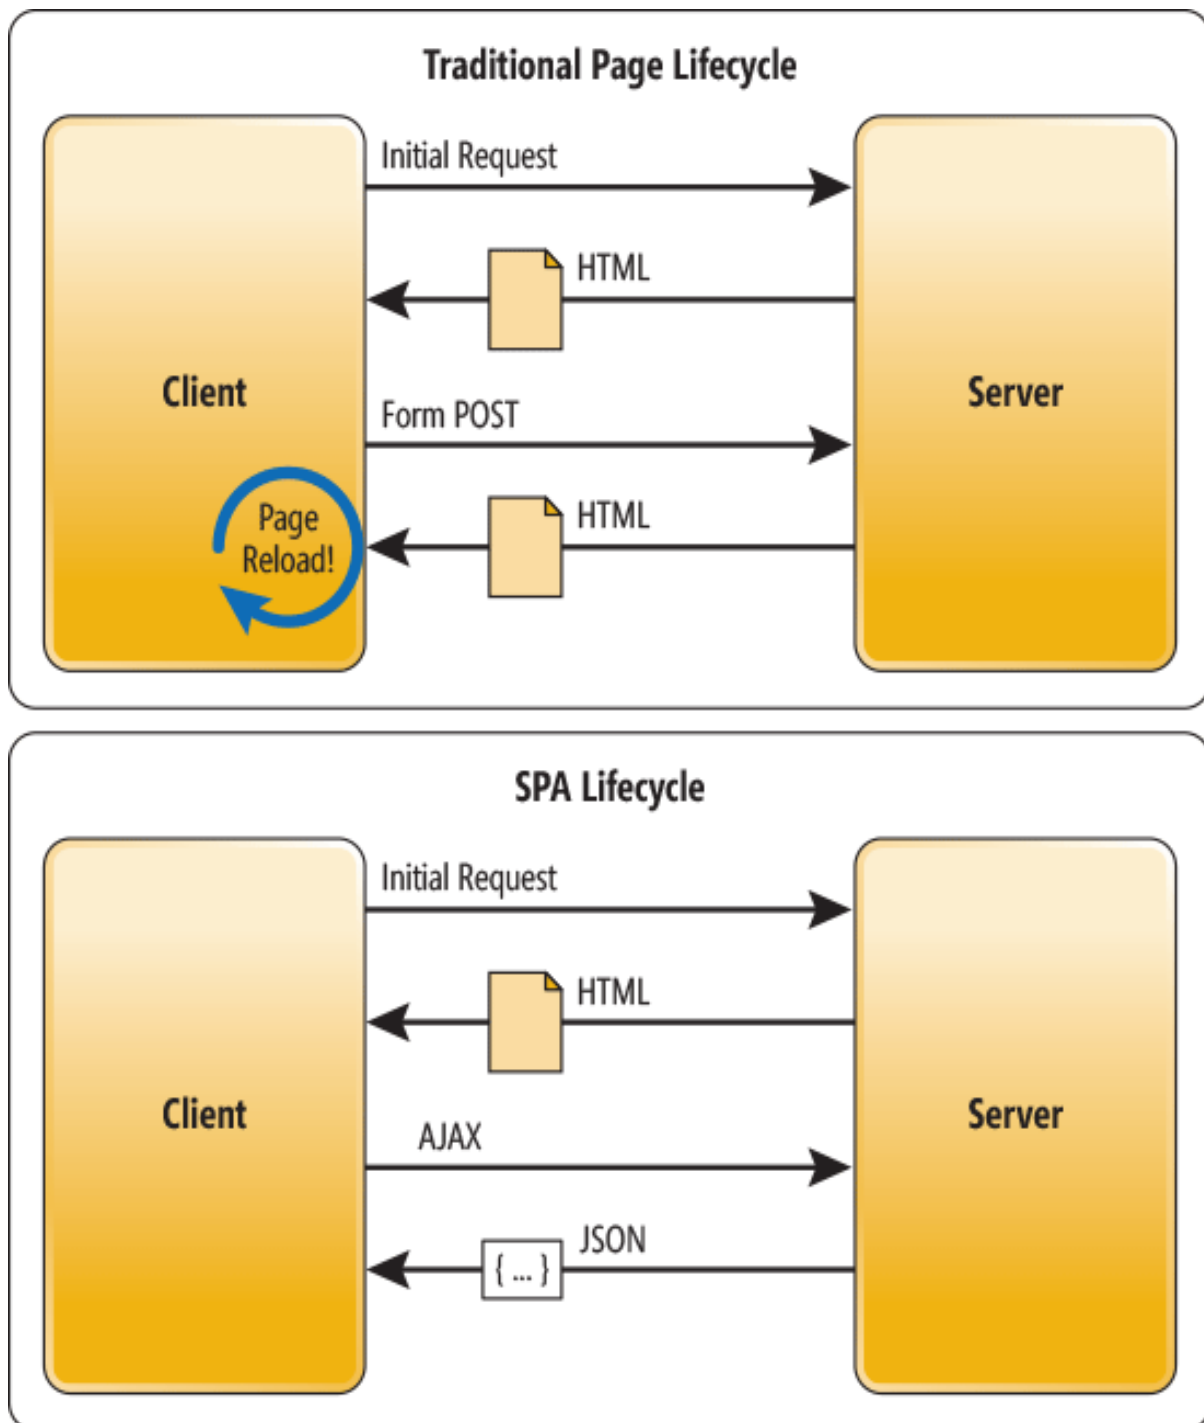 Traditional Page Lifecycle
Initial Request
HTML
Client
Server
Form POST
HTML
Page
Reload!
SPA Lifecycle
Initial Request
HTML
Client
Server
AJAX
JSON
{ ... }